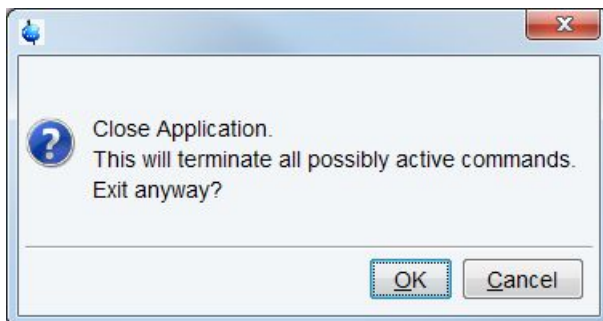 Close Application.
This will terminate all possibly active commands.
Exit anyway?
OK
Cancel